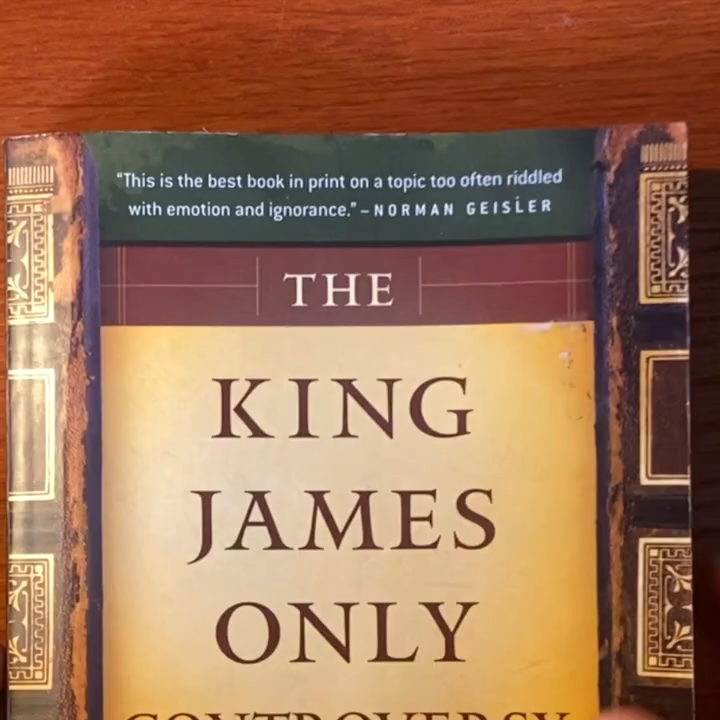 "This is the best book in print on a topic too often riddled
with emotion and ignorance." – NORMAN GEISLER
THE
KING
JAMES
ONLY
CONTROVERSY